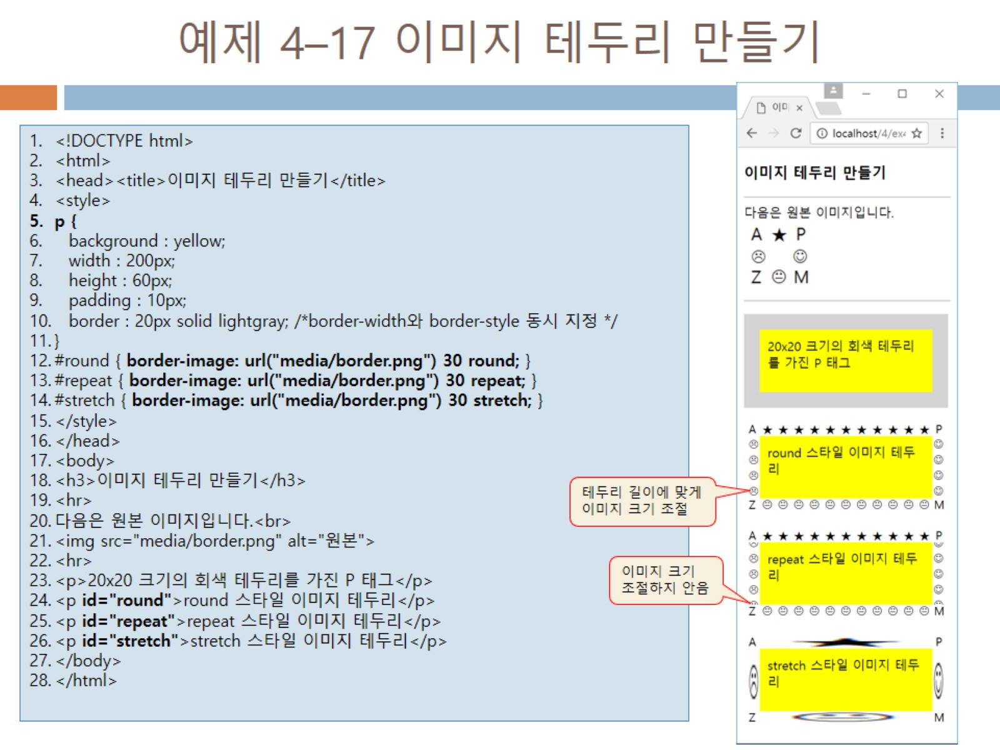 예제 4–17 이미지 테두리 만들기
1. <!DOCTYPE html>
2. <html>
3. <head><title>이미지 테두리 만들기</title>
4. <style>
5. p {
6. background : yellow;
7. width : 200px;
8. height : 60px;
9. padding : 10px;
10. border : 20px solid lightgray; /*border-width와 border-style 동시 지정 */
11. }
12. #round { border-image: url("media/border.png") 30 round; }
13. #repeat { border-image: url("media/border.png") 30 repeat; }
14. #stretch { border-image: url("media/border.png") 30 stretch; }
15. </style>
16. </head>
17. <body>
18. <h3>이미지 테두리 만들기</h3>
19. <hr>
20. 다음은 원본 이미지입니다.<br>
21. <img src="media/border.png" alt="원본">
22. <hr>
23. <p>20x20 크기의 회색 테두리를 가진 P 태그</p>
24. <p id="round">round 스타일 이미지 테두리</p>
25. <p id="repeat">repeat 스타일 이미지 테두리</p>
26. <p id="stretch">stretch 스타일 이미지 테두리</p>
27. </body>
28. </html>
테두리 길이에 맞게
이미지 크기 조절
이미지 크기
조절하지 안음
localhost/4/ex
이미지 테두리 만들기
다음은 원본 이미지입니다.
A ★ P
☹ ☺
Z 😐 M
20x20 크기의 회색 테두리
를 가진 P 태그
A ★ ★ ★ ★ ★ ★ ★ ★ ★ ★ ★ P
round 스타일 이미지 테두
리
Z M
A ★ ★ ★ ★ ★ ★ ★ ★ ★ ★ ★ P
repeat 스타일 이미지 테두
리
Z M
A P
stretch 스타일 이미지 테두
리
Z M